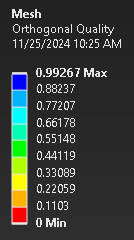 Mesh
Orthogonal Quality
11/25/2024 10:25 AM
0.99267 Max
0.88237
0.77207
0.66178
0.55148
0.44119
0.33089
0.22059
0.1103
0 Min